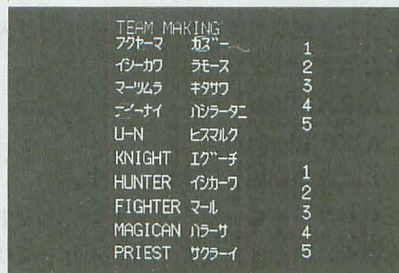 TEAM MAKING
アクヤーマ カズー 1
イシーカワ ラモース 2
マーツムラ キタサワ 3
ニイーナイ ハシラータニ 4
U-N ヒスマルク 5
KNIGHT エグーチ
HUNTER イシカーワ 1
FIGHTER マール 2
MAGICAN ハラーサ 3
PRIEST サクラーイ 4
5